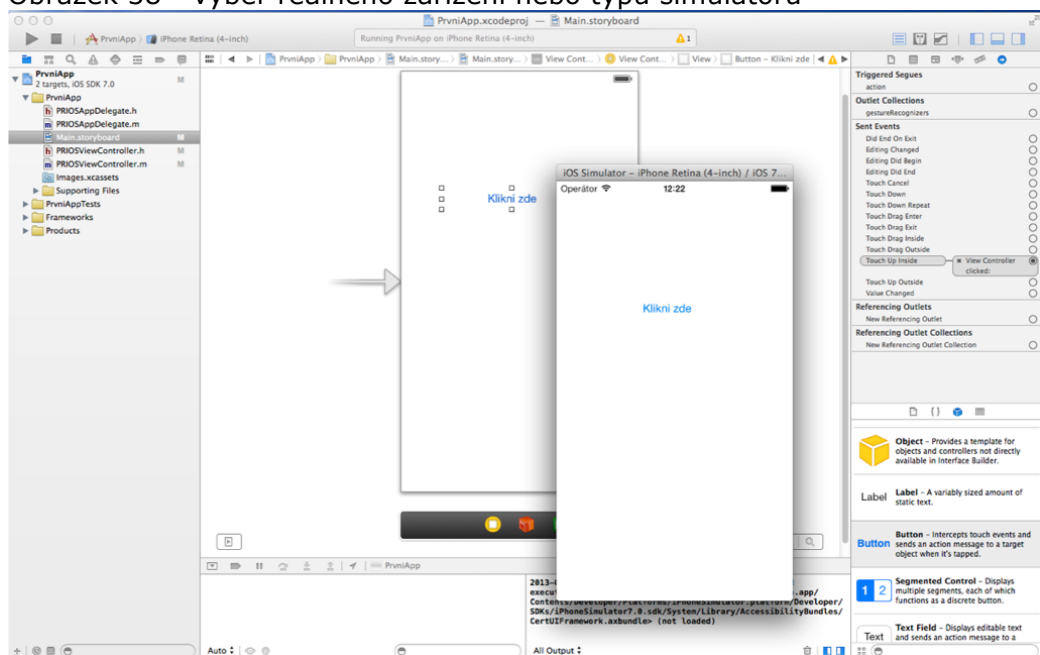 Obrázek 38 - Výběr reálného zařízení nebo typu simulátoru
PrvniApp.xcodeproj — Main.storyboard
PrvniApp iPhone Retina (4-inch)
Running PrvniApp on iPhone Retina (4-inch)
1
PrvniApp PrvniApp Main.story... Main.story... View Cont... View Cont... View Button - Klikni zde 1
PrvniApp M
2 targets, iOS SDK 7.0
PrvniApp
PRIOSAppDelegate.h
PRIOSAppDelegate.m
Main.storyboard M
PRIOSViewController.h M
PRIOSViewController.m M
Images.xcassets
Supporting Files
PrvniAppTests
Frameworks
Products
Klikni zde
iOS Simulator - iPhone Retina (4-inch) / iOS 7...
Operátor 12:22
Klikni zde
PrvniApp
2013-
execut
s.app/
Contents/Developer/Platforms/iPhoneSimulator.platform/Developer/
SDKs/iPhoneSimulator7.0.sdk/System/Library/AccessibilityBundles/
CertUIFramework.axbundle> (not loaded)
Auto
All Output
Triggered Segues
action
Outlet Collections
gestureRecognizers
Sent Events
Did End On Exit
Editing Changed
Editing Did Begin
Editing Did End
Touch Cancel
Touch Down
Touch Down Repeat
Touch Drag Enter
Touch Drag Exit
Touch Drag Inside
Touch Drag Outside
Touch Up Inside View Controller
clicked:
Touch Up Outside
Value Changed
Referencing Outlets
New Referencing Outlet
Referencing Outlet Collections
New Referencing Outlet Collection
Object - Provides a template for
objects and controllers not directly
available in Interface Builder.
Label Label - A variably sized amount of
static text.
Button Button - Intercepts touch events and
sends an action message to a target
object when it's tapped.
1 2 Segmented Control - Displays
multiple segments, each of which
functions as a discrete button.
Text Text Field - Displays editable text
and sends an action message to a